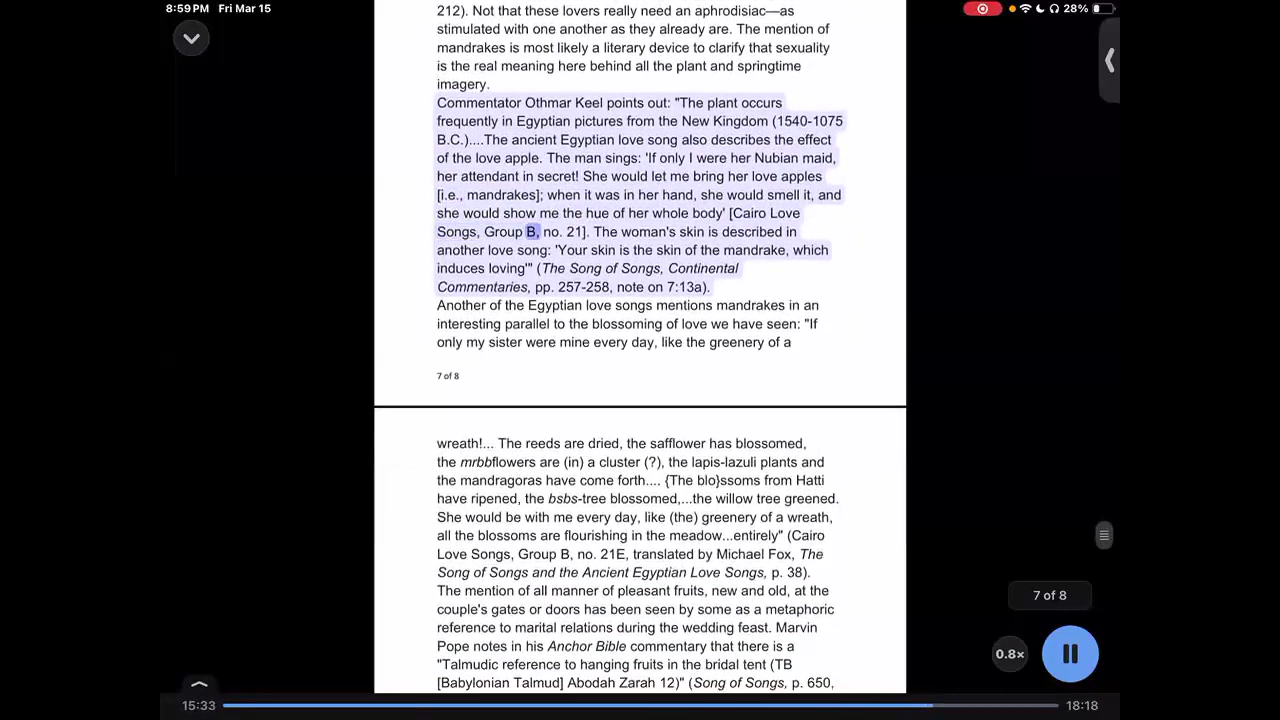 8:59 PM Fri Mar 15
28%
212). Not that these lovers really need an aphrodisiac—as
stimulated with one another as they already are. The mention of
mandrakes is most likely a literary device to clarify that sexuality
is the real meaning here behind all the plant and springtime
imagery.
Commentator Othmar Keel points out: "The plant occurs
frequently in Egyptian pictures from the New Kingdom (1540-1075
B.C.)....The ancient Egyptian love song also describes the effect
of the love apple. The man sings: 'If only I were her Nubian maid,
her attendant in secret! She would let me bring her love apples
[i.e., mandrakes]; when it was in her hand, she would smell it, and
she would show me the hue of her whole body' [Cairo Love
Songs, Group B, no. 21]. The woman's skin is described in
another love song: 'Your skin is the skin of the mandrake, which
induces loving'" (The Song of Songs, Continental
Commentaries, pp. 257-258, note on 7:13a).
Another of the Egyptian love songs mentions mandrakes in an
interesting parallel to the blossoming of love we have seen: "If
only my sister were mine every day, like the greenery of a
7 of 8
wreath!... The reeds are dried, the safflower has blossomed,
the mrbbflowers are (in) a cluster (?), the lapis-lazuli plants and
the mandragoras have come forth.... {The blo}ssoms from Hatti
have ripened, the bsbs-tree blossomed,...the willow tree greened.
She would be with me every day, like (the) greenery of a wreath,
all the blossoms are flourishing in the meadow...entirely" (Cairo
Love Songs, Group B, no. 21E, translated by Michael Fox, The
Song of Songs and the Ancient Egyptian Love Songs, p. 38).
The mention of all manner of pleasant fruits, new and old, at the
couple's gates or doors has been seen by some as a metaphoric
reference to marital relations during the wedding feast. Marvin
Pope notes in his Anchor Bible commentary that there is a
"Talmudic reference to hanging fruits in the bridal tent (TB
[Babylonian Talmud] Abodah Zarah 12)" (Song of Songs, p. 650,
7 of 8
0.8×
15:33
18:18